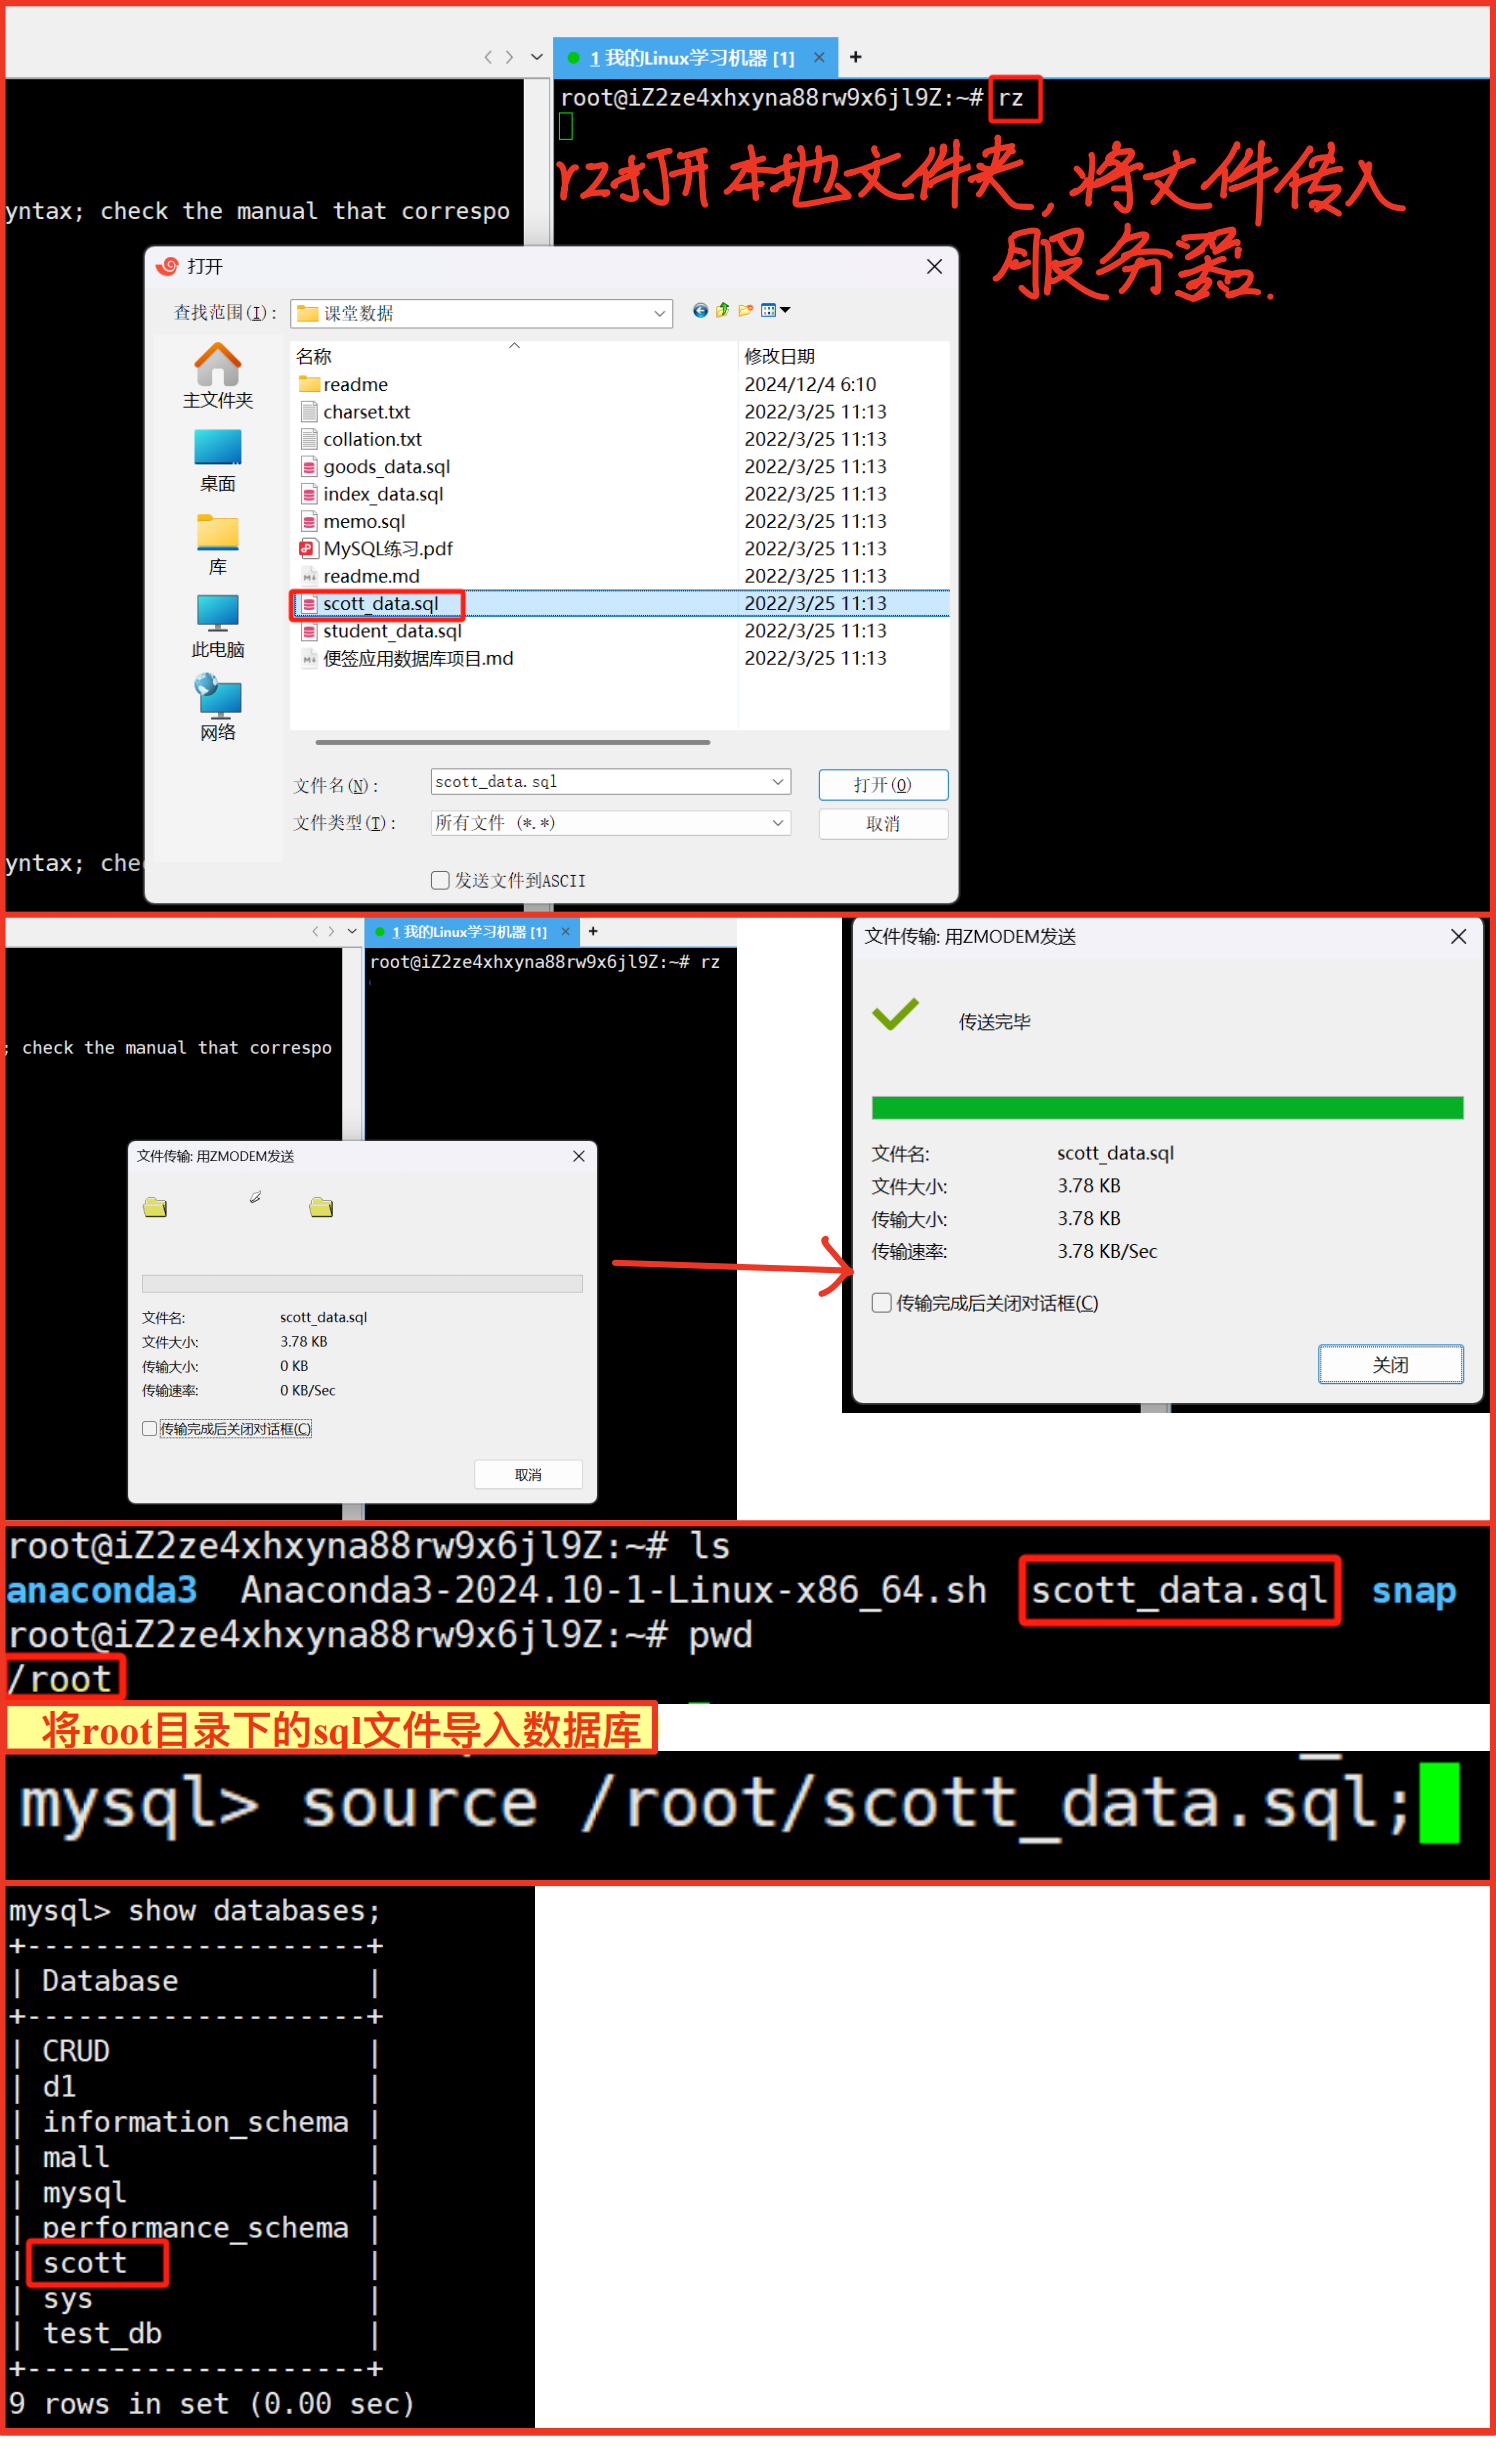 1 我的Linux学习机器 [1]
root@iZ2ze4xhxyna88rw9x6jl9Z:~# rz
rz打开本地文件夹,将文件传入
服务器.
yntax; check the manual that correspo
打开
查找范围(I):
课堂数据
名称
修改日期
readme
2024/12/4 6:10
charset.txt
2022/3/25 11:13
collation.txt
2022/3/25 11:13
goods_data.sql
2022/3/25 11:13
index_data.sql
2022/3/25 11:13
memo.sql
2022/3/25 11:13
MySQL练习.pdf
2022/3/25 11:13
readme.md
2022/3/25 11:13
scott_data.sql
2022/3/25 11:13
student_data.sql
2022/3/25 11:13
便签应用数据库项目.md
2022/3/25 11:13
主文件夹
桌面
库
此电脑
网络
文件名(N):
scott_data.sql
打开(O)
文件类型(T):
所有文件 (*.*)
取消
发送文件到ASCII
yntax; che
1 我的Linux学习机器 [1]
root@iZ2ze4xhxyna88rw9x6jl9Z:~# rz
; check the manual that correspo
文件传输: 用ZMODEM发送
文件名:
scott_data.sql
文件大小:
3.78 KB
传输大小:
0 KB
传输速率:
0 KB/Sec
传输完成后关闭对话框(C)
取消
文件传输: 用ZMODEM发送
传送完毕
文件名:
scott_data.sql
文件大小:
3.78 KB
传输大小:
3.78 KB
传输速率:
3.78 KB/Sec
传输完成后关闭对话框(C)
关闭
root@iZ2ze4xhxyna88rw9x6jl9Z:~# ls
anaconda3 Anaconda3-2024.10-1-Linux-x86_64.sh scott_data.sql snap
root@iZ2ze4xhxyna88rw9x6jl9Z:~# pwd
/root
将root目录下的sql文件导入数据库
mysql> source /root/scott_data.sql;
mysql> show databases;
+--------------------+
| Database           |
+--------------------+
| CRUD               |
| d1                 |
| information_schema |
| mall               |
| mysql              |
| performance_schema |
| scott              |
| sys                |
| test_db            |
+--------------------+
9 rows in set (0.00 sec)